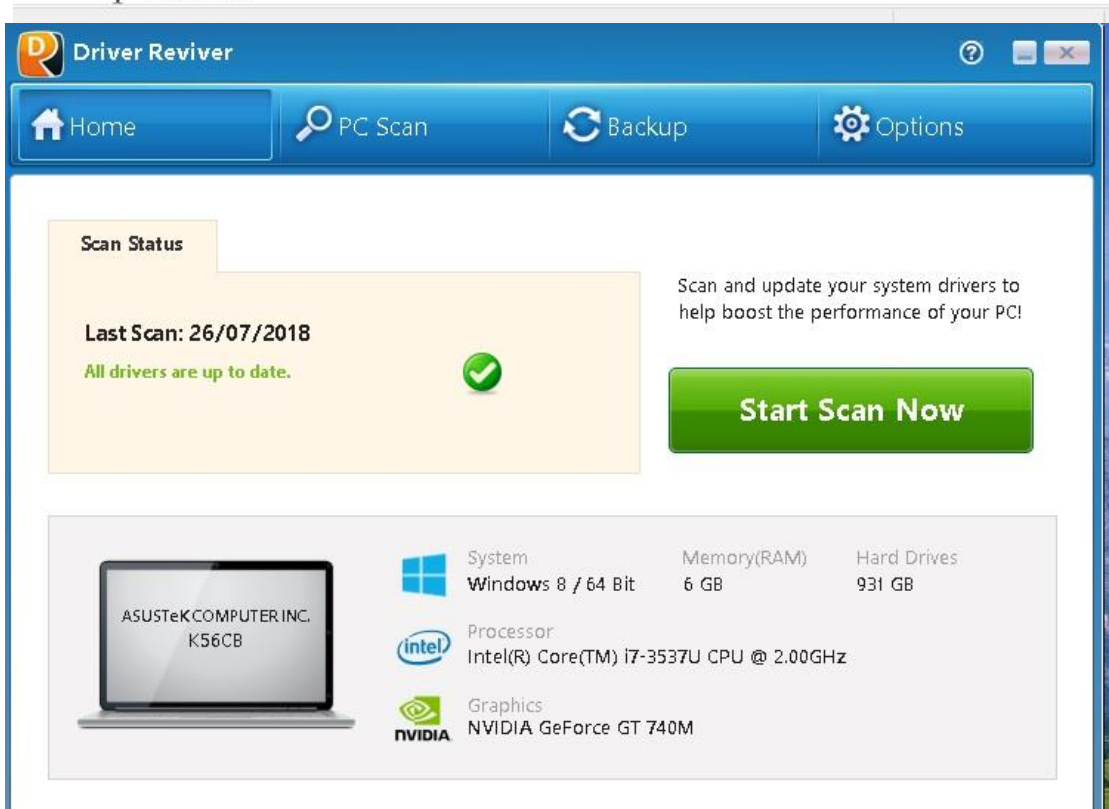 Driver Reviver
Home
PC Scan
Backup
Options
Scan Status
Last Scan: 26/07/2018
All drivers are up to date.
Scan and update your system drivers to
help boost the performance of your PC!
Start Scan Now
ASUSTeK COMPUTER INC.
K56CB
System
Windows 8 / 64 Bit
Memory(RAM)
6 GB
Hard Drives
931 GB
intel
Processor
Intel(R) Core(TM) i7-3537U CPU @ 2.00GHz
nVIDIA
Graphics
NVIDIA GeForce GT 740M